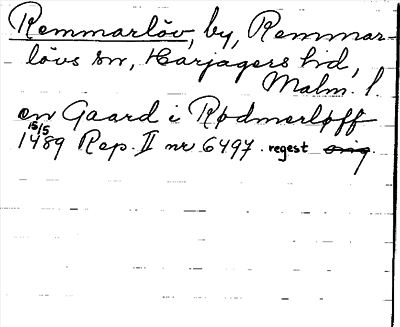 Remmarlöv, by, Remmar-
lövs sn, Harjagers hd,
Malm. l.
en Gaard i Rødmerløff
15/5
1489 Rep. II nr 6497. regest orig.